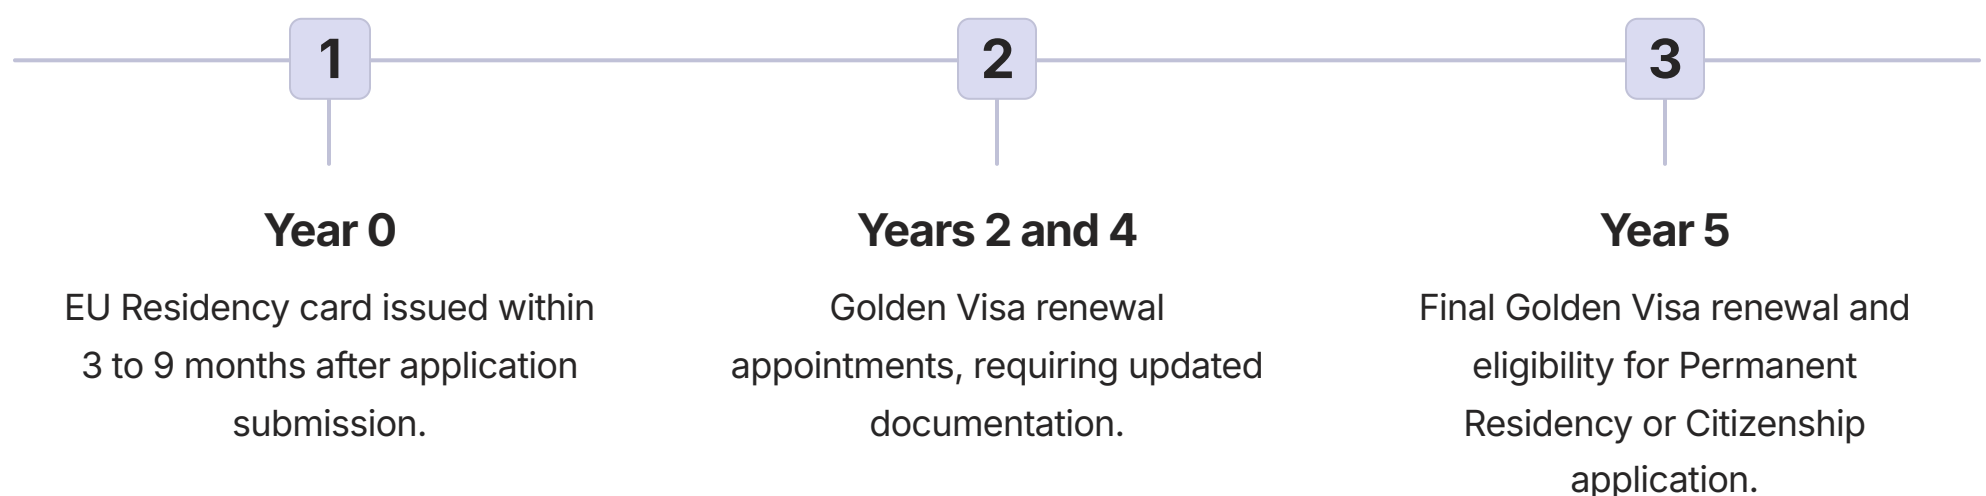 1
2
3
Year 0
EU Residency card issued within
3 to 9 months after application
submission.
Years 2 and 4
Golden Visa renewal
appointments, requiring updated
documentation.
Year 5
Final Golden Visa renewal and
eligibility for Permanent
Residency or Citizenship
application.